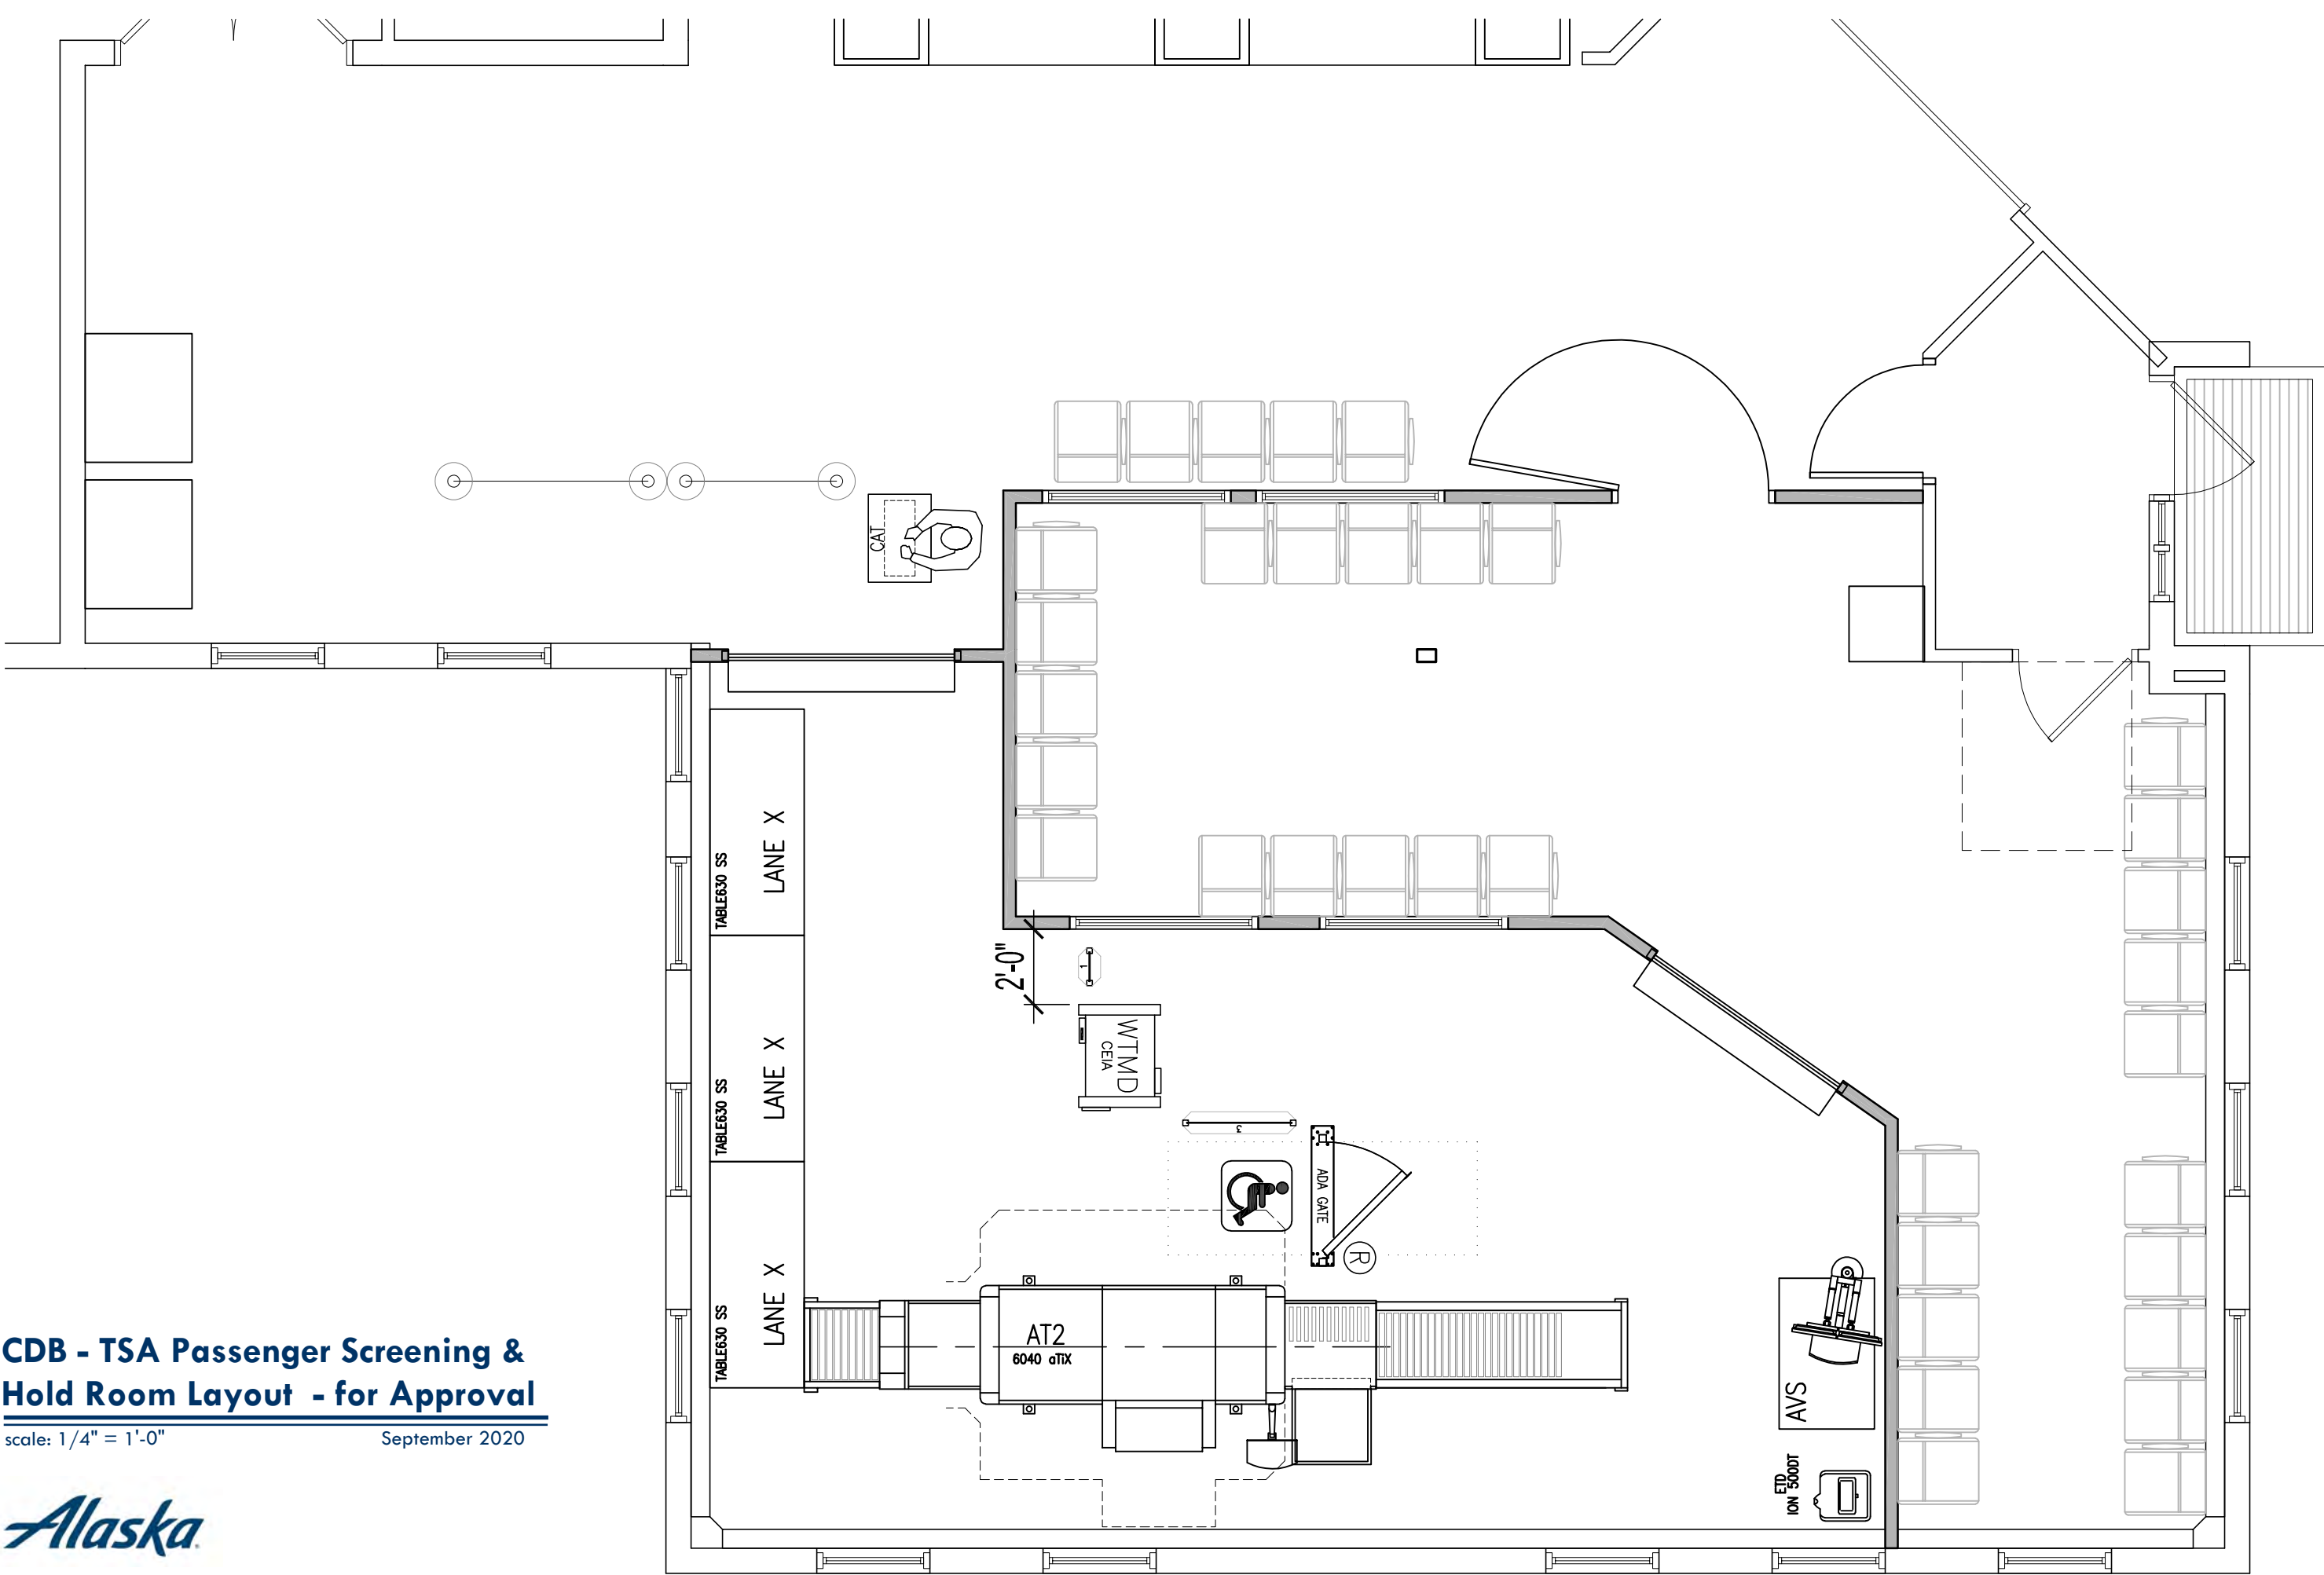 CAT
LANE X
TABLE630 SS
2'-0"
1
WTMD
CEIA
LANE X
TABLE630 SS
3
ADA GATE
R
LANE X
TABLE630 SS
AT2
6040 aTiX
AVS
ETD
ION 500DT
CDB - TSA Passenger Screening &
Hold Room Layout - for Approval
scale: 1/4" = 1'-0" September 2020
Alaska